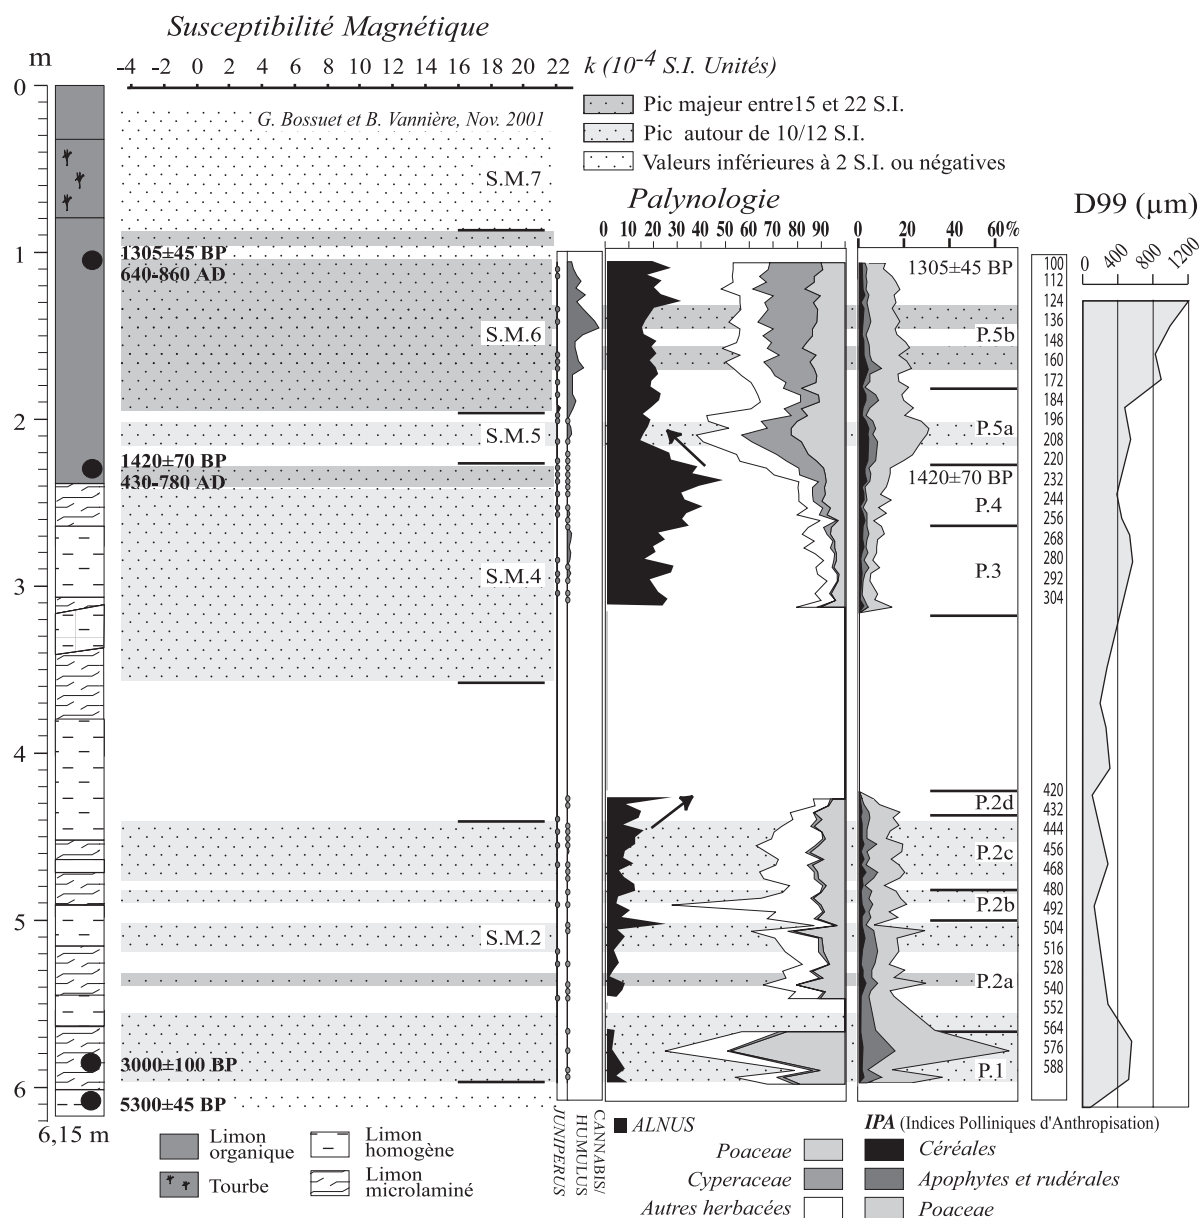 Susceptibilité Magnétique
m
-4 -2 0 2 4 6 8 10 12 14 16 18 20 22 k (10-4 S.I. Unités)
G. Bossuet et B. Vannière, Nov. 2001
Pic majeur entre15 et 22 S.I.
Pic autour de 10/12 S.I.
Valeurs inférieures à 2 S.I. ou négatives
Palynologie
D99 (µm)
0 10 20 30 40 50 60 70 80 90
0 20 40 60%
0 400 800 1200
0
1
2
3
4
5
6
6,15 m
S.M.7
S.M.6
S.M.5
S.M.4
S.M.2
1305±45 BP
640-860 AD
1420±70 BP
430-780 AD
3000±100 BP
5300±45 BP
1305±45 BP
P.5b
P.5a
1420±70 BP
P.4
P.3
P.2d
P.2c
P.2b
P.2a
P.1
100
112
124
136
148
160
172
184
196
208
220
232
244
256
268
280
292
304
420
432
444
456
468
480
492
504
516
528
540
552
564
576
588
JUNIPERUS
CANNABIS/
HUMULUS
Limon
organique
Tourbe
Limon
homogène
Limon
microlaminé
ALNUS
Poaceae
Cyperaceae
Autres herbacées
IPA (Indices Polliniques d'Anthropisation)
Céréales
Apophytes et rudérales
Poaceae